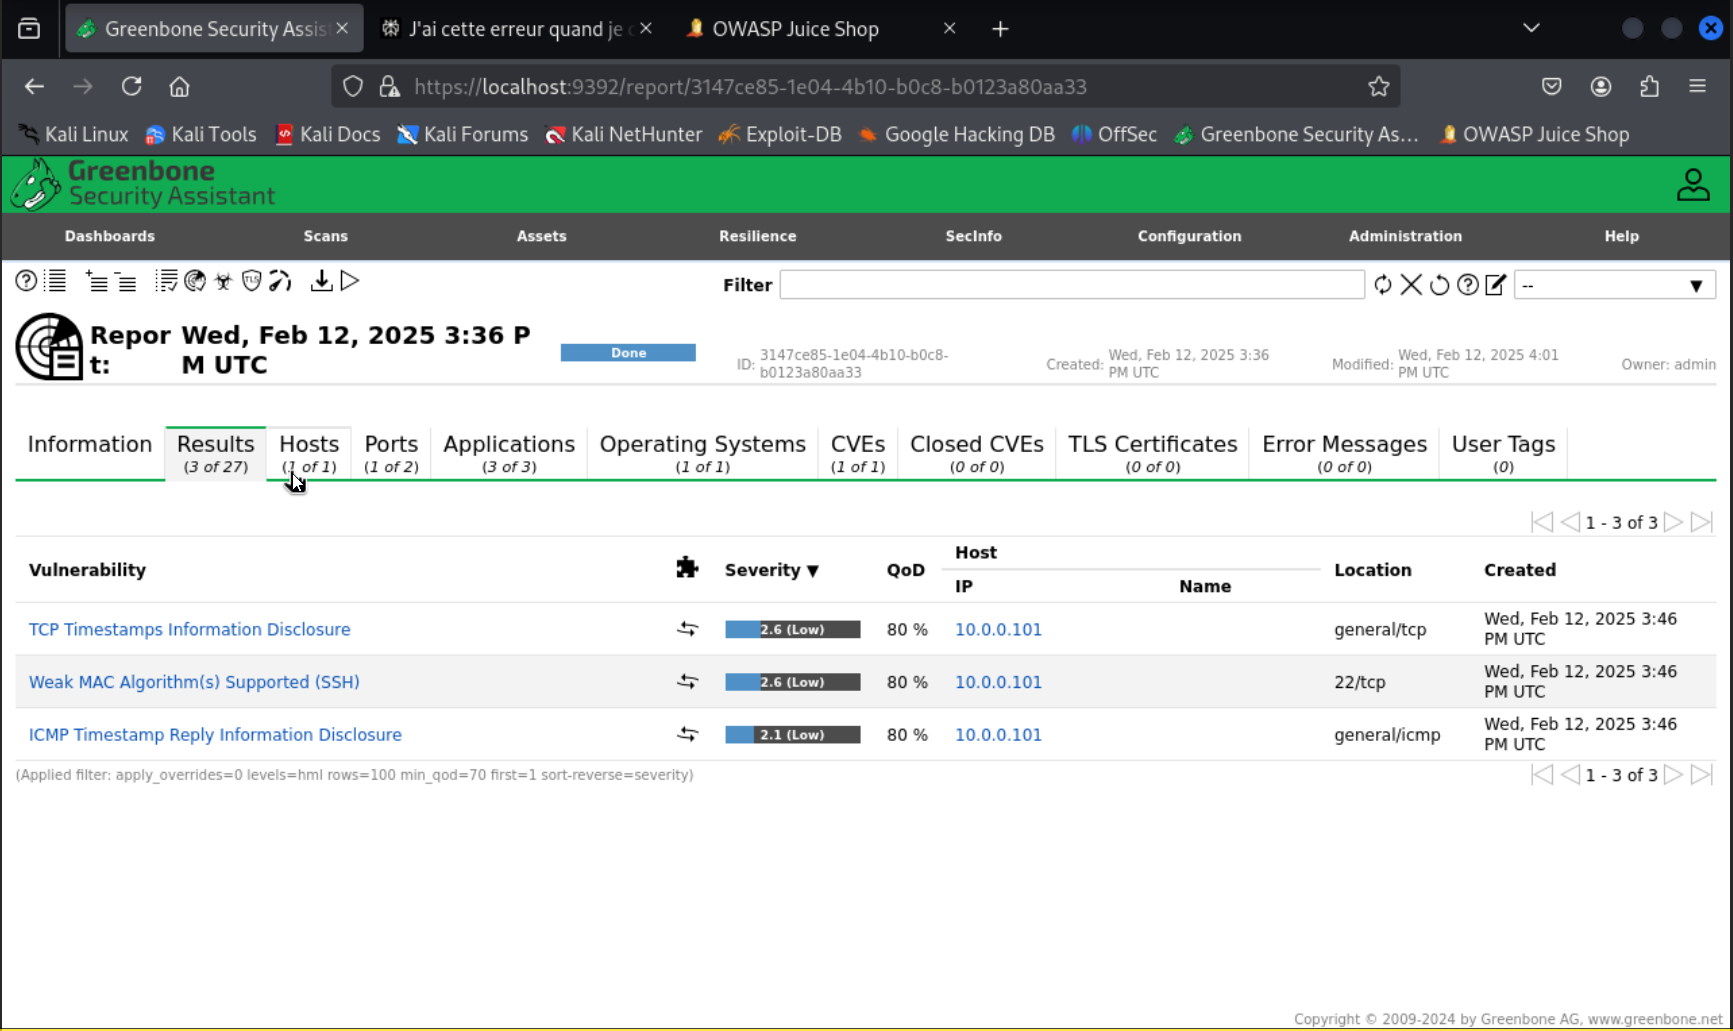 Greenbone Security Assis
J'ai cette erreur quand je c
OWASP Juice Shop
https://localhost:9392/report/3147ce85-1e04-4b10-b0c8-b0123a80aa33
Kali Linux Kali Tools Kali Docs Kali Forums Kali NetHunter Exploit-DB Google Hacking DB OffSec Greenbone Security As... OWASP Juice Shop
Greenbone
Security Assistant
Dashboards Scans Assets Resilience SecInfo Configuration Administration Help
TLS
Filter
--
Repor
t:
Wed, Feb 12, 2025 3:36 P
M UTC
Done
ID: 3147ce85-1e04-4b10-b0c8-
b0123a80aa33
Created: Wed, Feb 12, 2025 3:36
PM UTC
Modified: Wed, Feb 12, 2025 4:01
PM UTC
Owner: admin
Information
Results
(3 of 27)
Hosts
(1 of 1)
Ports
(1 of 2)
Applications
(3 of 3)
Operating Systems
(1 of 1)
CVEs
(1 of 1)
Closed CVEs
(0 of 0)
TLS Certificates
(0 of 0)
Error Messages
(0 of 0)
User Tags
(0)
1 - 3 of 3
Vulnerability
Severity ▼
QoD
Host
IP
Name
Location
Created
TCP Timestamps Information Disclosure
2.6 (Low)
80 %
10.0.0.101
general/tcp
Wed, Feb 12, 2025 3:46
PM UTC
Weak MAC Algorithm(s) Supported (SSH)
2.6 (Low)
80 %
10.0.0.101
22/tcp
Wed, Feb 12, 2025 3:46
PM UTC
ICMP Timestamp Reply Information Disclosure
2.1 (Low)
80 %
10.0.0.101
general/icmp
Wed, Feb 12, 2025 3:46
PM UTC
(Applied filter: apply_overrides=0 levels=hml rows=100 min_qod=70 first=1 sort-reverse=severity)
1 - 3 of 3
Copyright © 2009-2024 by Greenbone AG, www.greenbone.net